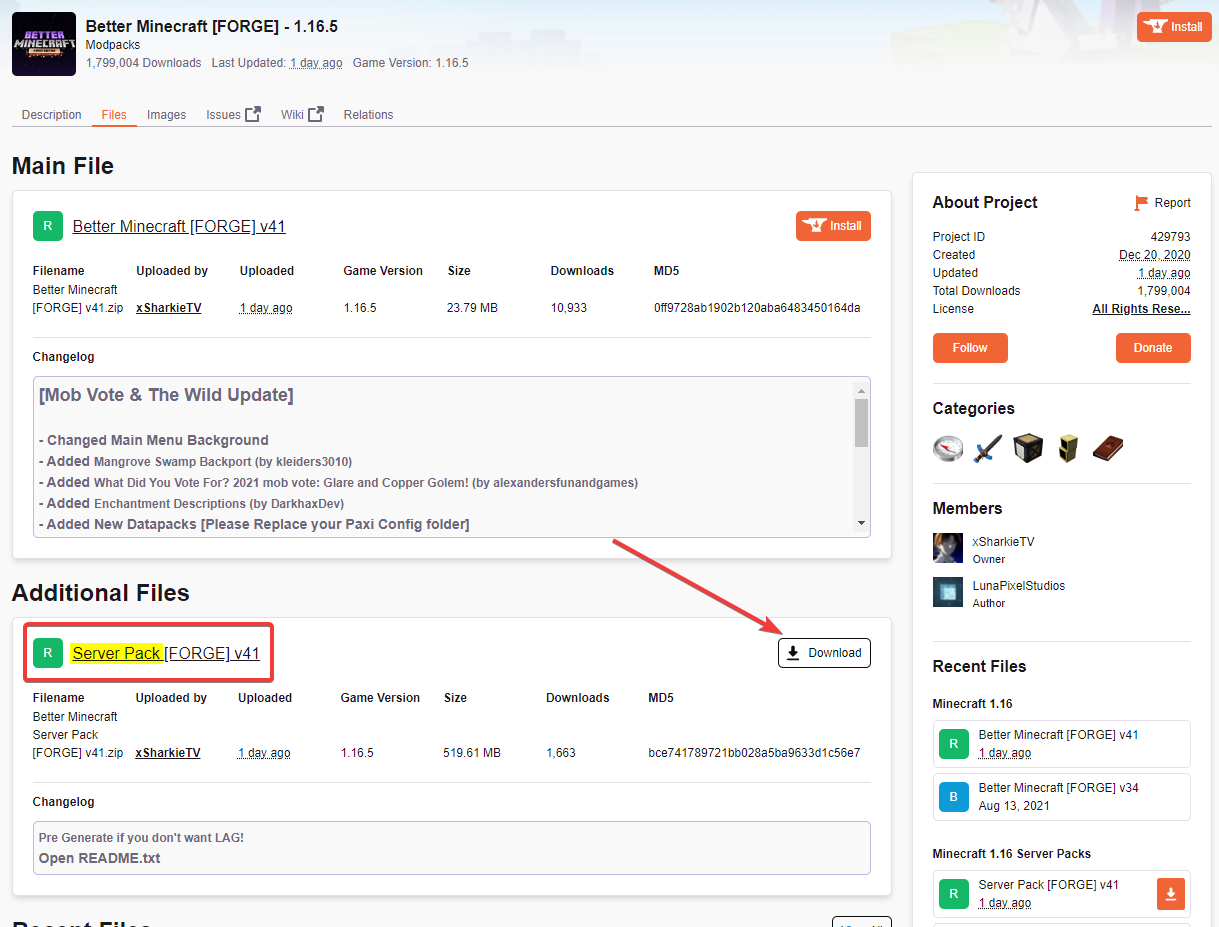 BETTER
MINECRAFT
Better Minecraft [FORGE] - 1.16.5
Modpacks
1,799,004 Downloads Last Updated: 1 day ago Game Version: 1.16.5
Install
Description Files Images Issues Wiki Relations
Main File
R Better Minecraft [FORGE] v41 Install
Filename Uploaded by Uploaded Game Version Size Downloads MD5
Better Minecraft
[FORGE] v41.zip xSharkieTV 1 day ago 1.16.5 23.79 MB 10,933 0ff9728ab1902b120aba6483450164da
Changelog
[Mob Vote & The Wild Update]
- Changed Main Menu Background
- Added Mangrove Swamp Backport (by kleiders3010)
- Added What Did You Vote For? 2021 mob vote: Glare and Copper Golem! (by alexandersfunandgames)
- Added Enchantment Descriptions (by DarkhaxDev)
- Added New Datapacks [Please Replace your Paxi Config folder]
Additional Files
R Server Pack [FORGE] v41 Download
Filename Uploaded by Uploaded Game Version Size Downloads MD5
Better Minecraft
Server Pack
[FORGE] v41.zip xSharkieTV 1 day ago 1.16.5 519.61 MB 1,663 bce741789721bb028a5ba9633d1c56e7
Changelog
Pre Generate if you don't want LAG!
Open README.txt
Recent Files
About Project Report
Project ID 429793
Created Dec 20, 2020
Updated 1 day ago
Total Downloads 1,799,004
License All Rights Rese...
Follow Donate
Categories
Members
xSharkieTV
Owner
LunaPixelStudios
Author
Recent Files
Minecraft 1.16
R Better Minecraft [FORGE] v41
1 day ago
B Better Minecraft [FORGE] v34
Aug 13, 2021
Minecraft 1.16 Server Packs
R Server Pack [FORGE] v41
1 day ago